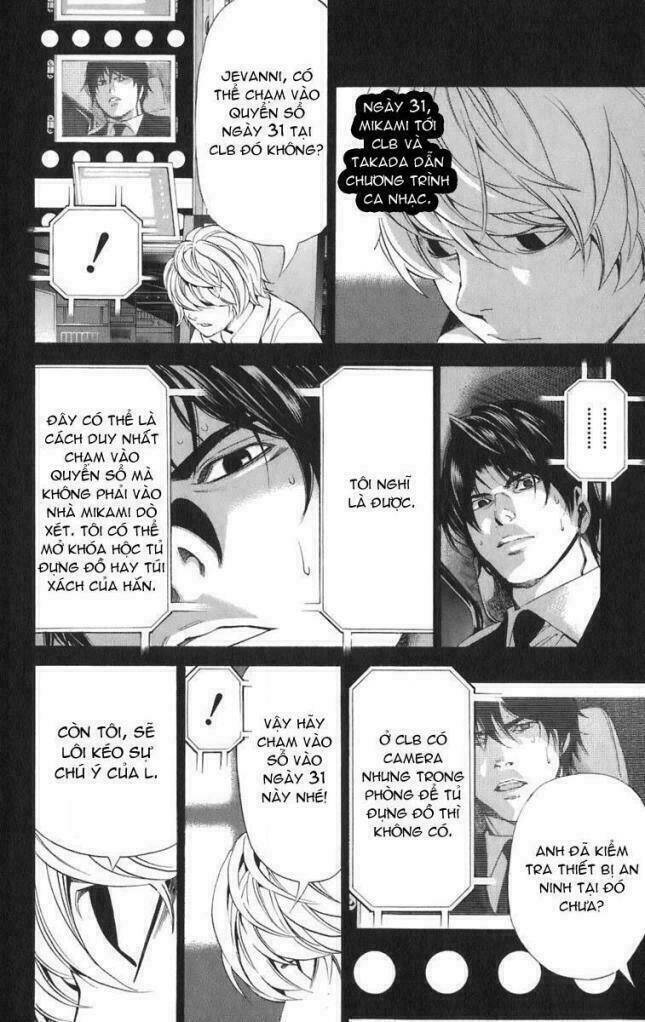 NGÀY 31,
MIKAMI TỚI
CLB VÀ
TAKADA DẪN
CHƯƠNG TRÌNH
CA NHẠC.
JEVANNI, CÓ
THỂ CHẠM VÀO
QUYỂN SỔ
NGÀY 31 TẠI
CLB ĐÓ KHÔNG?
!
.......
TÔI NGHĨ
LÀ ĐƯỢC.
ĐÂY CÓ THỂ LÀ
CÁCH DUY NHẤT
CHẠM VÀO
QUYỂN SỔ MÀ
KHÔNG PHẢI VÀO
NHÀ MIKAMI DÒ
XÉT. TÔI CÓ THỂ
MỞ KHÓA HỘC TỦ
ĐỰNG ĐỒ HAY TÚI
XÁCH CỦA HẮN.
ANH ĐÃ KIỂM
TRA THIẾT BỊ AN
NINH TẠI ĐÓ
CHƯA?
Ở CLB CÓ
CAMERA
NHƯNG TRONG
PHÒNG ĐỂ TỦ
ĐỰNG ĐỒ THÌ
KHÔNG CÓ.
VẬY HÃY
CHẠM VÀO
SỔ VÀO
NGÀY 31
NÀY NHÉ!
!
CÒN TÔI, SẼ
LÔI KÉO SỰ
CHÚ Ý CỦA L.